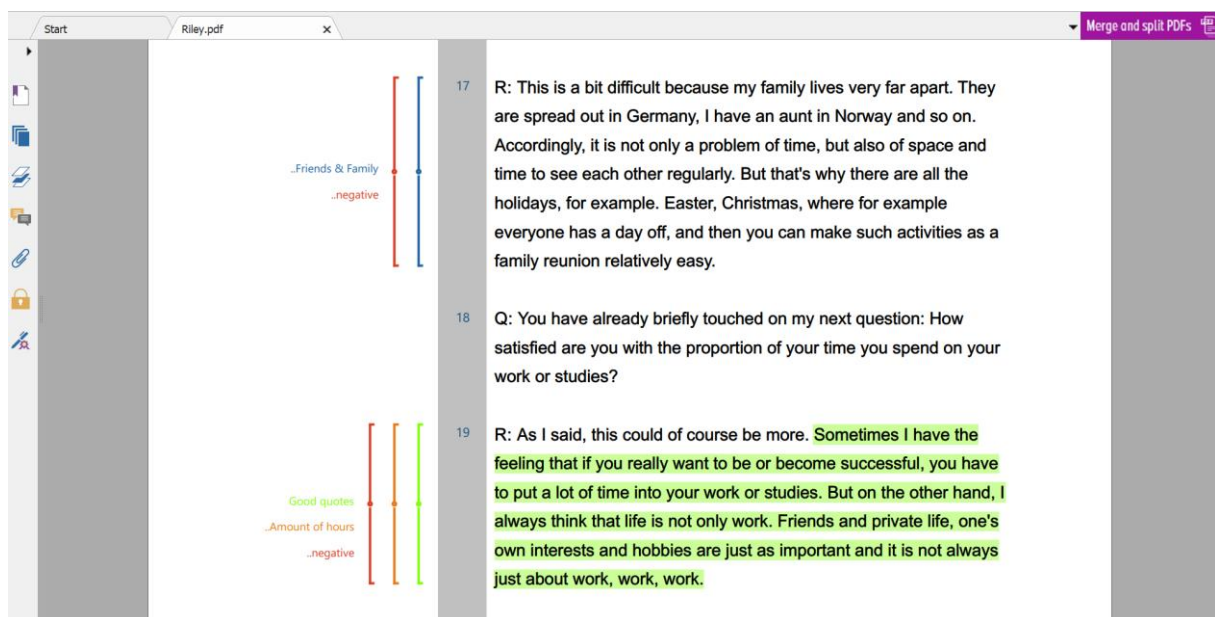 Start
Riley.pdf
Merge and split PDFs
17
R: This is a bit difficult because my family lives very far apart. They
are spread out in Germany, I have an aunt in Norway and so on.
Accordingly, it is not only a problem of time, but also of space and
time to see each other regularly. But that's why there are all the
holidays, for example. Easter, Christmas, where for example
everyone has a day off, and then you can make such activities as a
family reunion relatively easy.
..Friends & Family
..negative
18
Q: You have already briefly touched on my next question: How
satisfied are you with the proportion of your time you spend on your
work or studies?
19
R: As I said, this could of course be more. Sometimes I have the
feeling that if you really want to be or become successful, you have
to put a lot of time into your work or studies. But on the other hand, I
always think that life is not only work. Friends and private life, one's
own interests and hobbies are just as important and it is not always
just about work, work, work.
Good quotes
..Amount of hours
..negative